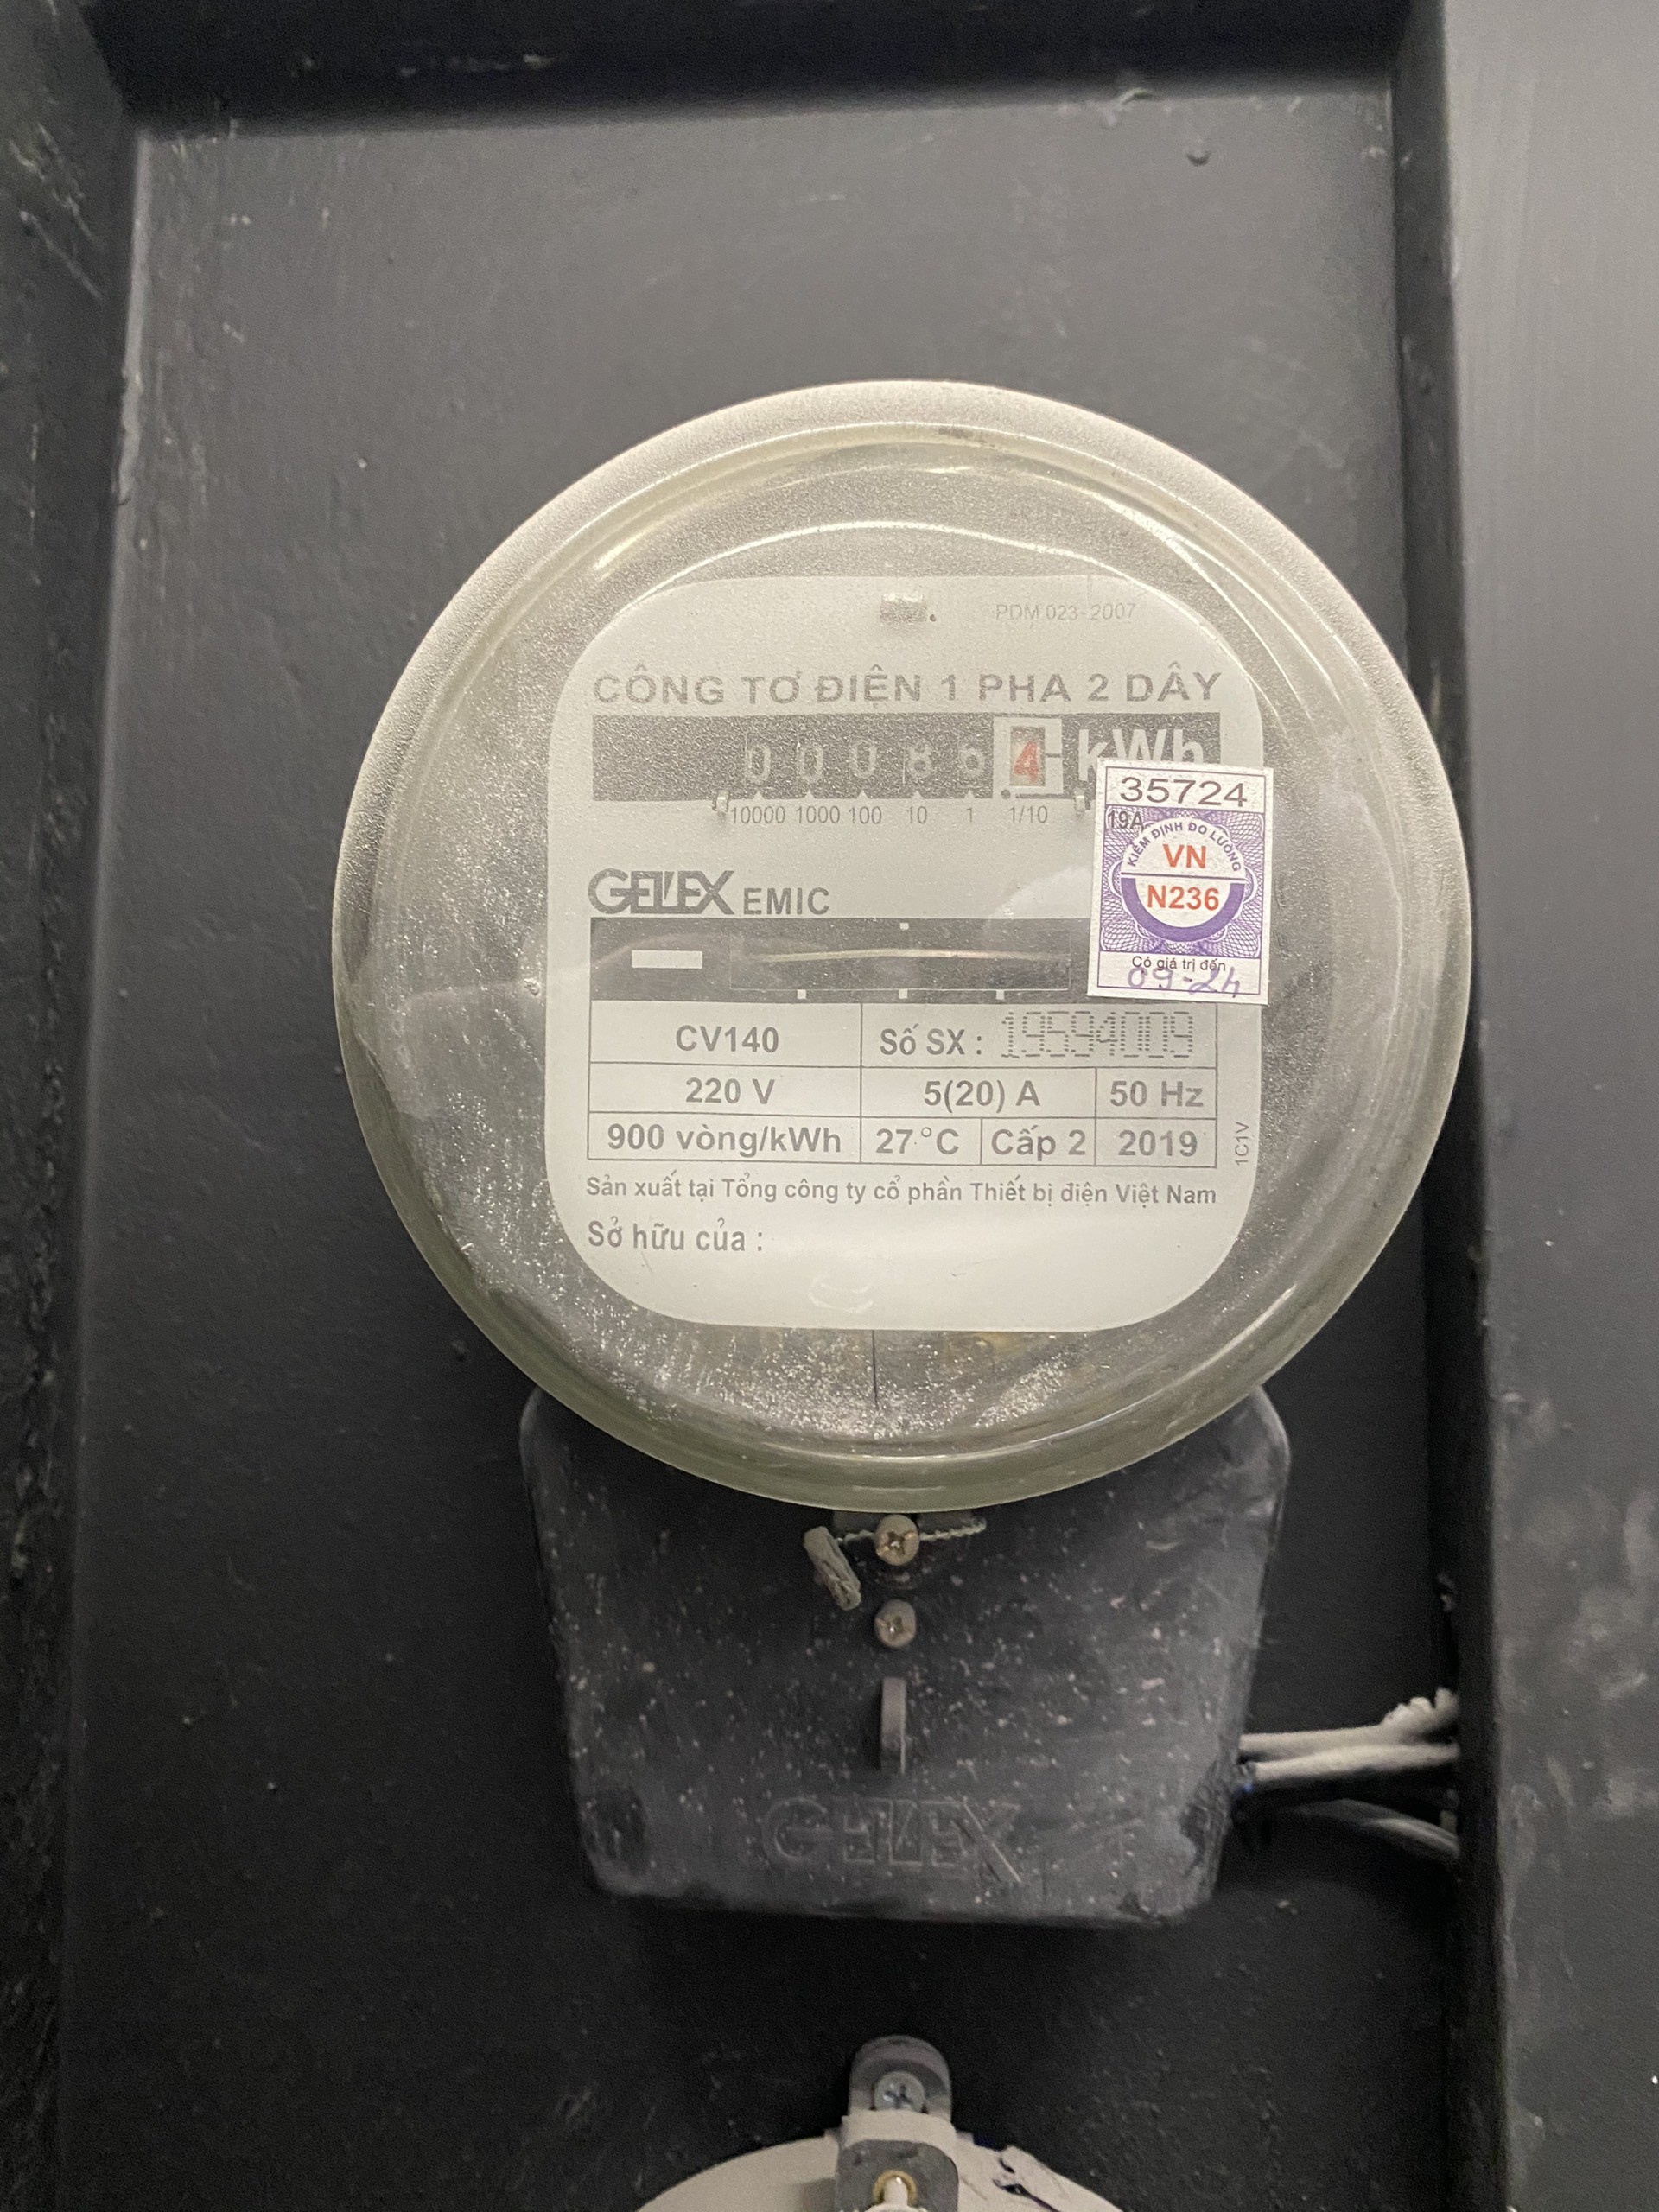 PDM 023-2007
CÔNG TƠ ĐIỆN 1 PHA 2 DÂY
0 0 0 8 6 4 kWh
10000 1000 100 10 1 1/10
35724
19A
KIỂM ĐỊNH ĐO LƯỜNG
VN
N236
Có giá trị đến
09-24
GELEX EMIC
CV140 Số SX : 19594009
220 V 5(20) A 50 Hz
900 vòng/kWh 27°C Cấp 2 2019
1C1V
Sản xuất tại Tổng công ty cổ phần Thiết bị điện Việt Nam
Sở hữu của :
GELEX